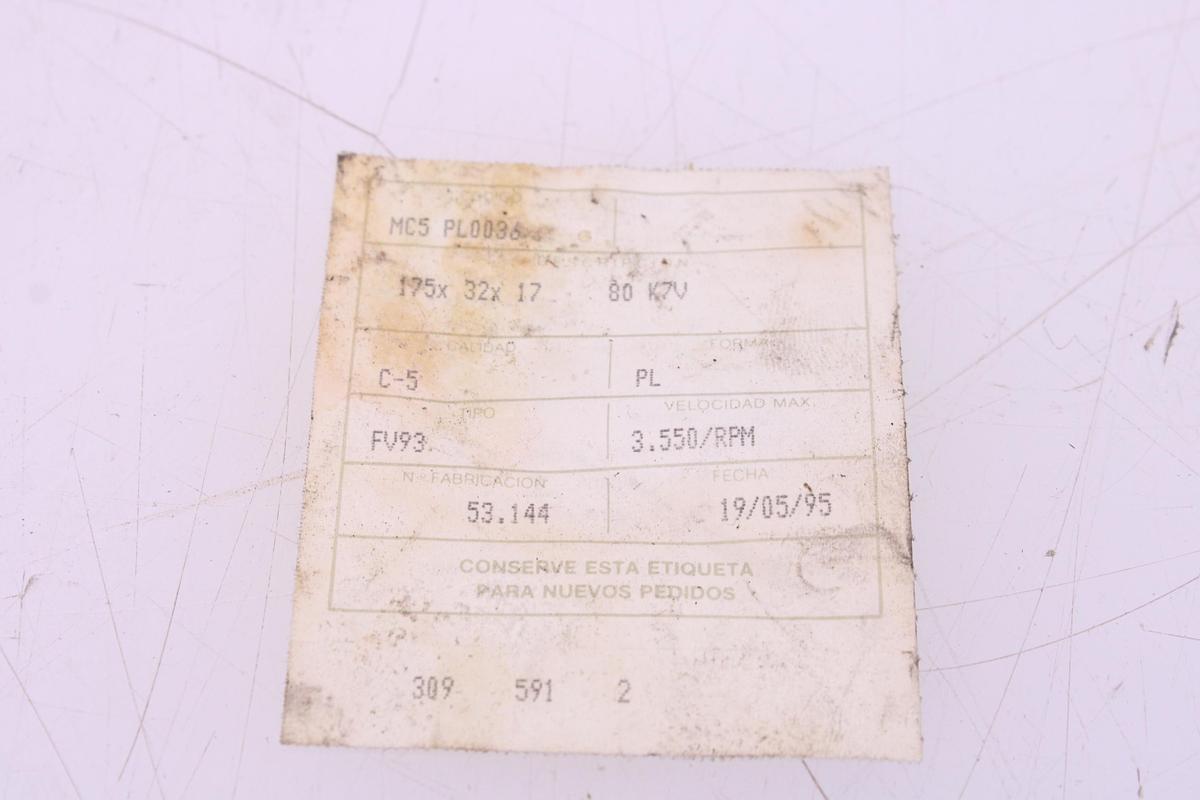 MC5 PL0036
175x 32x 17 80 K7V
CALIDAD FORMA
C-5 PL
TIPO VELOCIDAD MAX.
FV93. 3.550/RPM
Nº FABRICACION FECHA
53.144 19/05/95
CONSERVE ESTA ETIQUETA
PARA NUEVOS PEDIDOS
309 591 2